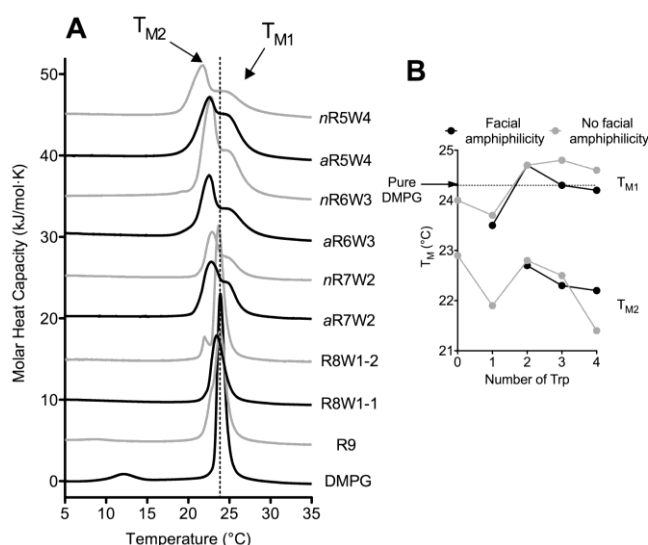 A
T_M2
T_M1
Molar Heat Capacity (kJ/mol·K)
50
40
30
20
10
0
nR5W4
aR5W4
nR6W3
aR6W3
nR7W2
aR7W2
R8W1-2
R8W1-1
R9
DMPG
5 10 15 20 25 30 35
Temperature (°C)
B
Facial amphiphilicity
No facial amphiphilicity
Pure
DMPG
T_M (°C)
25
24
23
22
21
T_M1
T_M2
0 1 2 3 4
Number of Trp